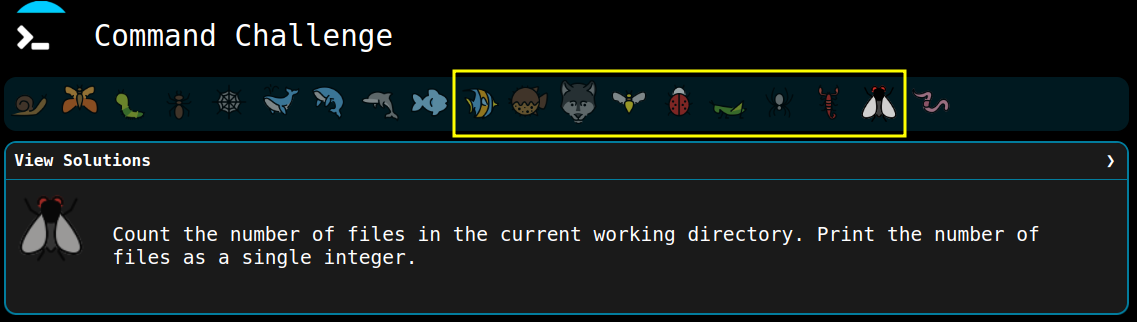 Command Challenge
View Solutions
Count the number of files in the current working directory. Print the number of
files as a single integer.